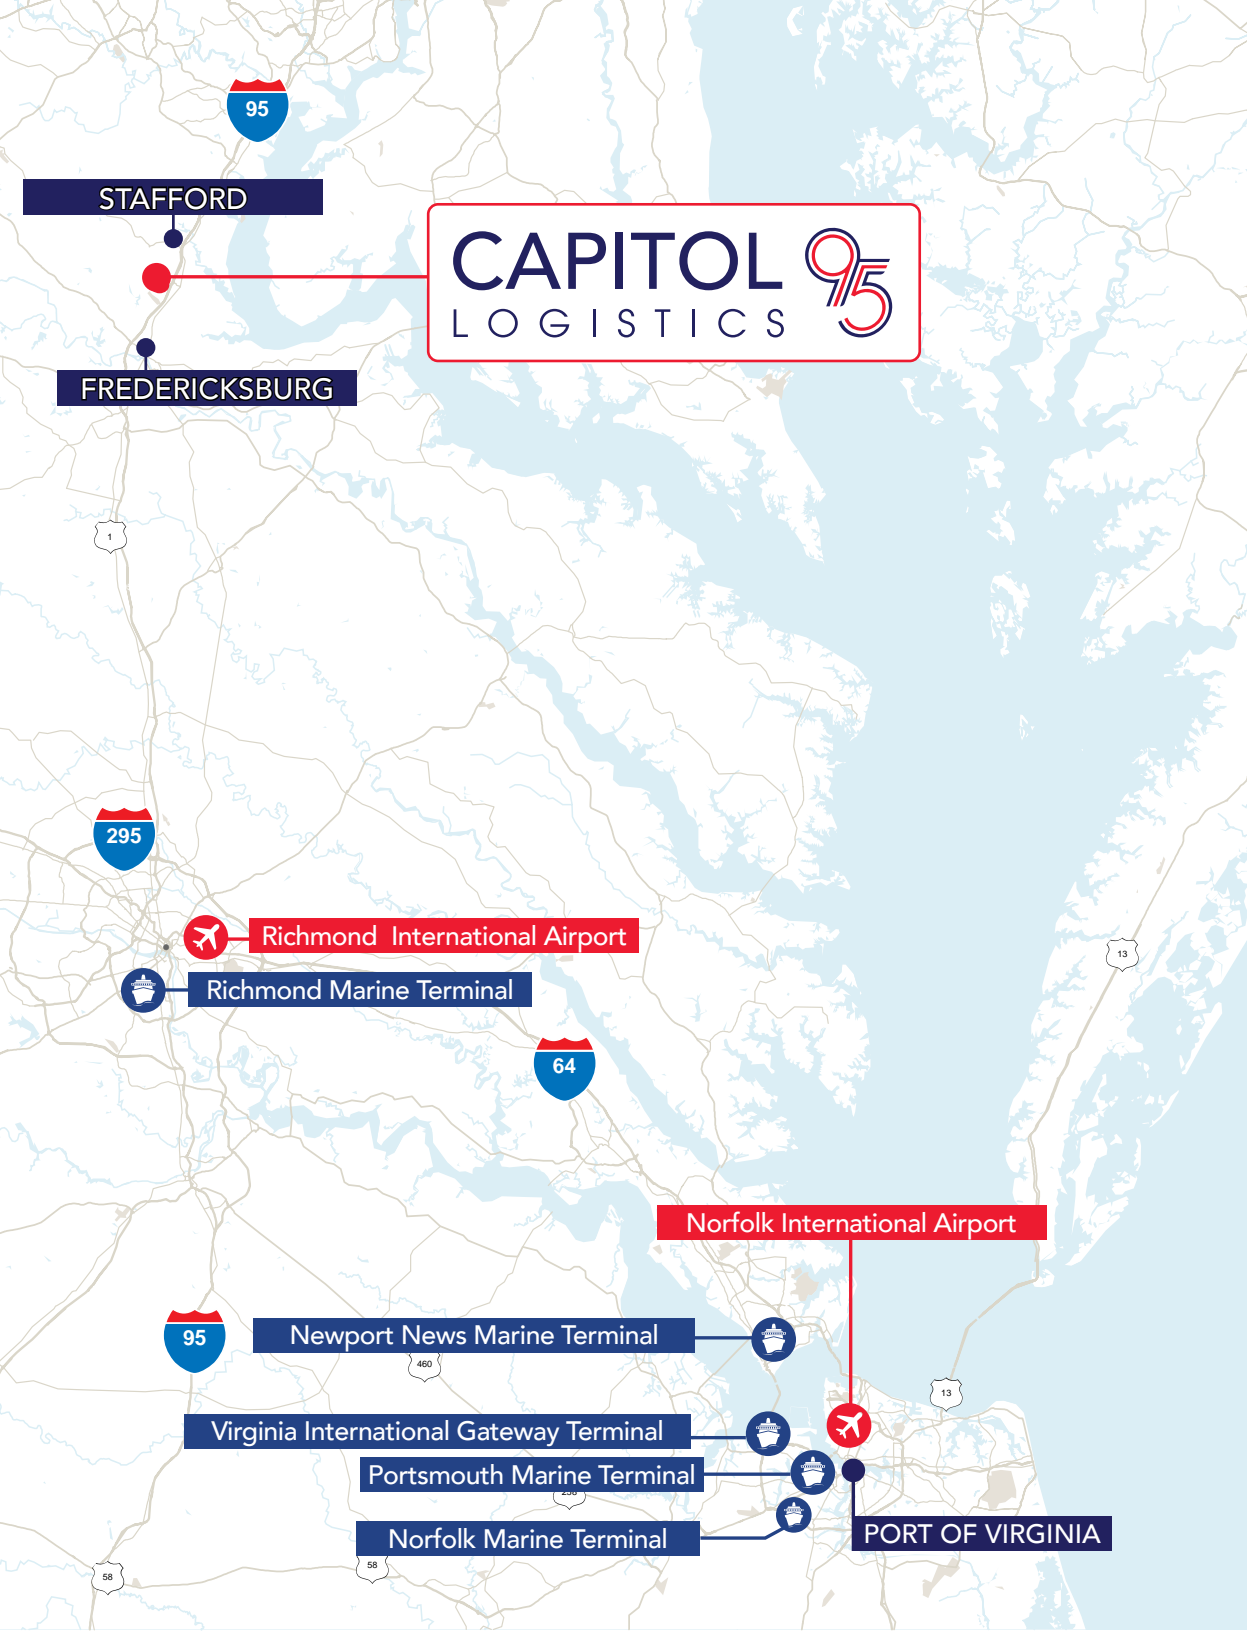 95
STAFFORD
CAPITOL 95
LOGISTICS
FREDERICKSBURG
1
295
Richmond International Airport
13
Richmond Marine Terminal
64
Norfolk International Airport
95
Newport News Marine Terminal
460
13
Virginia International Gateway Terminal
Portsmouth Marine Terminal
258
Norfolk Marine Terminal
PORT OF VIRGINIA
58
58